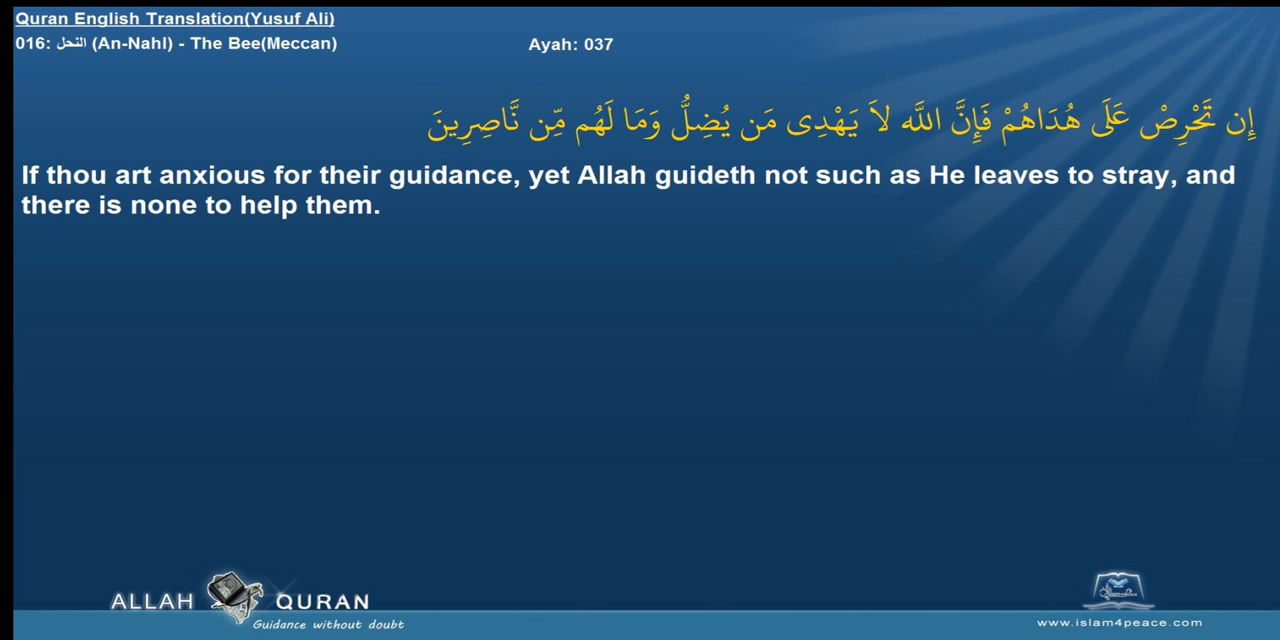 Quran English Translation(Yusuf Ali)
016: النحل (An-Nahl) - The Bee(Meccan) Ayah: 037
إِن تَحْرِصْ عَلَى هُدَاهُمْ فَإِنَّ اللَّه لاَ يَهْدِى مَن يُضِلُّ وَمَا لَهُم مِّن نَّاصِرِينَ
If thou art anxious for their guidance, yet Allah guideth not such as He leaves to stray, and
there is none to help them.
ALLAH QURAN
Guidance without doubt
www.islam4peace.com